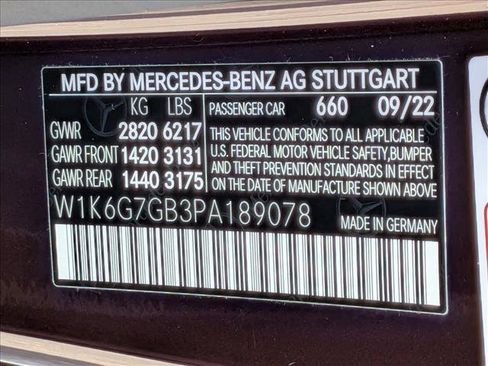 MFD BY MERCEDES-BENZ AG STUTTGART
KG LBS PASSENGER CAR 660 09/22
GVWR 2820 6217
GAWR FRONT 1420 3131
GAWR REAR 1440 3175
THIS VEHICLE CONFORMS TO ALL APPLICABLE
U.S. FEDERAL MOTOR VEHICLE SAFETY,BUMPER
AND THEFT PREVENTION STANDARDS IN EFFECT
ON THE DATE OF MANUFACTURE SHOWN ABOVE.
W1K6G7GB3PA189078 MADE IN GERMANY